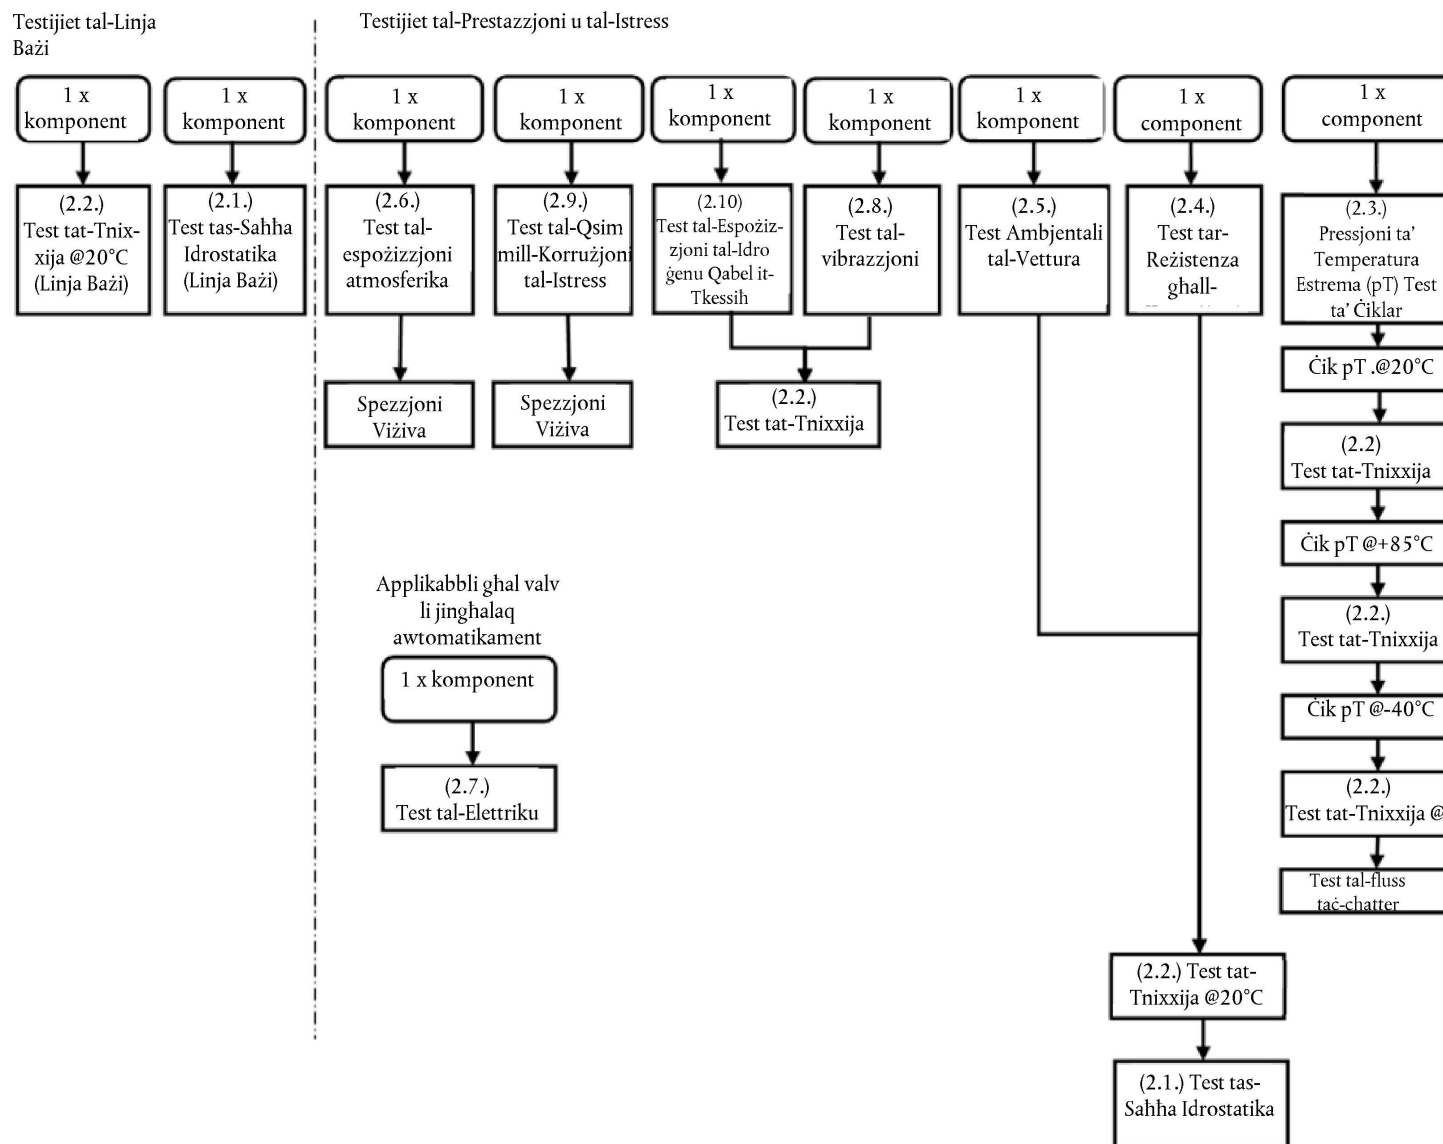 Testijiet tal-Linja
Bażi
Testijiet tal-Prestazzjoni u tal-Istress
1 x
komponent
1 x
komponent
1 x
komponent
1 x
komponent
1 x
komponent
1 x
komponent
1 x
komponent
1 x
component
1 x
component
(2.2.)
Test tat-Tnix-
xija @20°C
(Linja Bażi)
(2.1.)
Test tas-Saħħa
Idrostatika
(Linja Bażi)
(2.6.)
Test tal-
espożizzjoni
atmosferika
(2.9.)
Test tal-Qsim
mill-Korrużjoni
tal-Istress
(2.10)
Test tal-Espożiz-
zjoni tal-Idro
ġenu Qabel it-
Tkessiħ
(2.8.)
Test tal-
vibrazzjoni
(2.5.)
Test Ambjentali
tal-Vettura
(2.4.)
Test tar-
Reżistenza
għall-
(2.3.)
Pressjoni ta’
Temperatura
Estrema (pT) Test
ta’ Ċiklar
Spezzjoni
Viżiva
Spezzjoni
Viżiva
(2.2.)
Test tat-Tnixxija
Ċik pT .@20°C
(2.2)
Test tat-Tnixxija
Ċik pT @+85°C
(2.2.)
Test tat-Tnixxija
Ċik pT @-40°C
(2.2.)
Test tat-Tnixxija @
Test tal-fluss
taċ-chatter
Applikabbli għal valv
li jingħalaq
awtomatikament
1 x komponent
(2.7.)
Test tal-Elettriku
(2.2.) Test tat-
Tnixxija @20°C
(2.1.) Test tas-
Saħħa Idrostatika